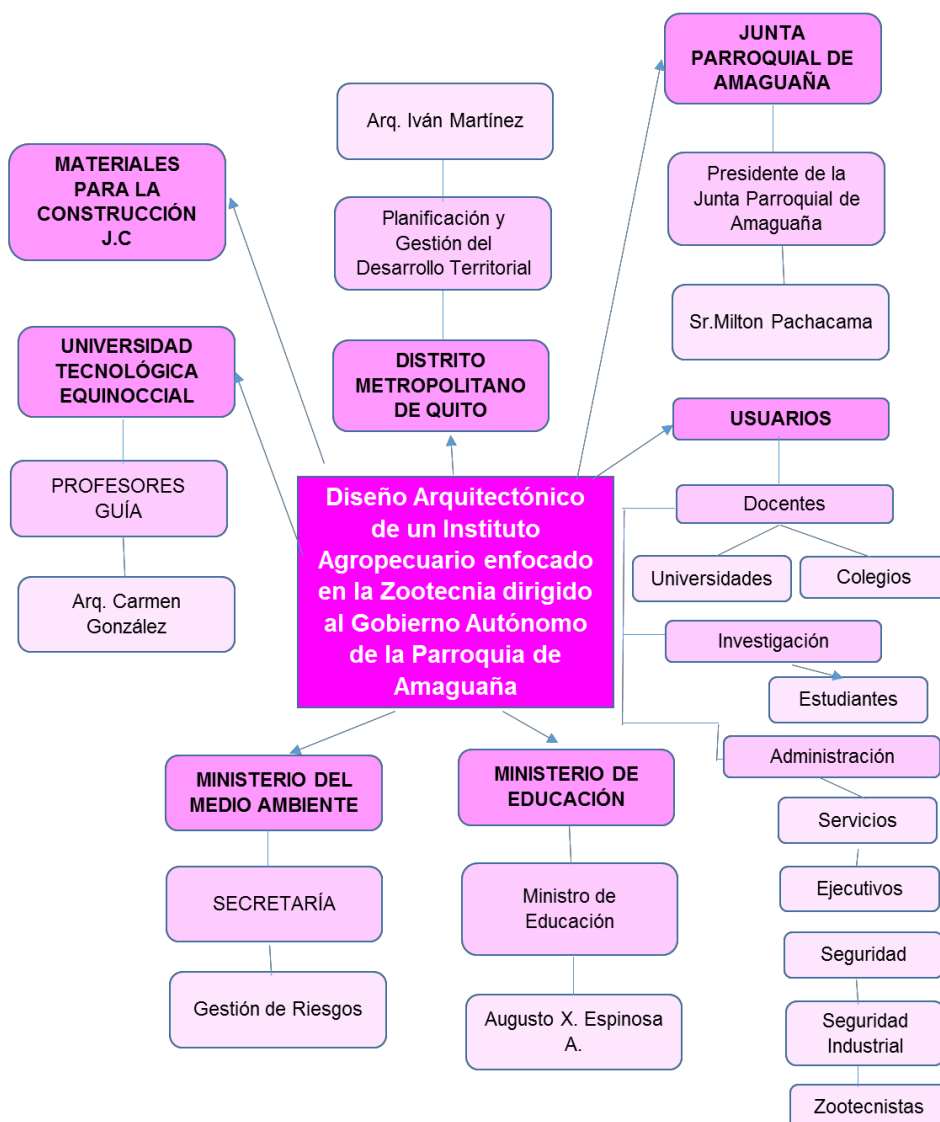 JUNTA
PARROQUIAL DE
AMAGUAÑA
Presidente de la
Junta Parroquial de
Amaguaña
Sr.Milton Pachacama
Arq. Iván Martínez
Planificación y
Gestión del
Desarrollo Territorial
DISTRITO
METROPOLITANO
DE QUITO
MATERIALES
PARA LA
CONSTRUCCIÓN
J.C
UNIVERSIDAD
TECNOLÓGICA
EQUINOCCIAL
PROFESORES
GUÍA
Arq. Carmen
González
Diseño Arquitectónico
de un Instituto
Agropecuario enfocado
en la Zootecnia dirigido
al Gobierno Autónomo
de la Parroquia de
Amaguaña
USUARIOS
Docentes
Universidades
Colegios
Investigación
Estudiantes
Administración
Servicios
Ejecutivos
Seguridad
Seguridad
Industrial
Zootecnistas
MINISTERIO DEL
MEDIO AMBIENTE
SECRETARÍA
Gestión de Riesgos
MINISTERIO DE
EDUCACIÓN
Ministro de
Educación
Augusto X. Espinosa
A.